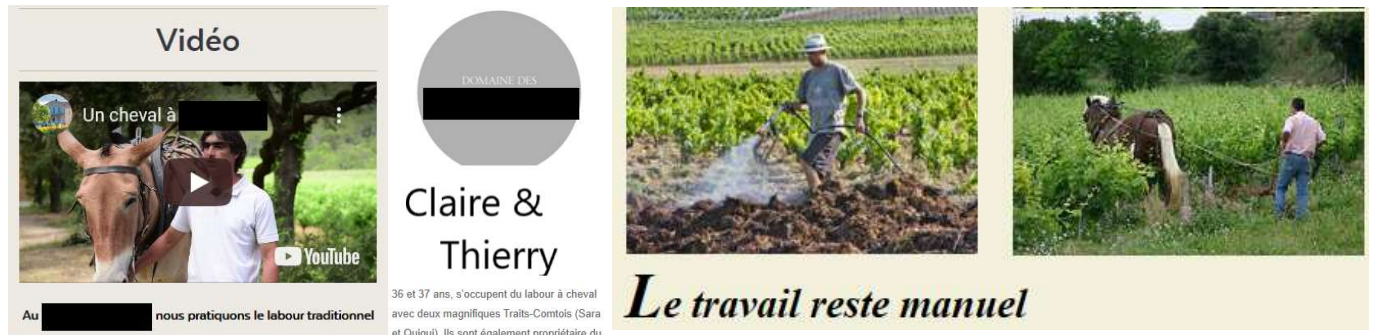 Vidéo
Un cheval à
YouTube
Au nous pratiquons le labour traditionnel
DOMAINE DES
Claire &
Thierry
36 et 37 ans, s'occupent du labour à cheval
avec deux magnifiques Traits-Comtois (Sara
et Quiqui). Ils sont également propriétaire du
Le travail reste manuel